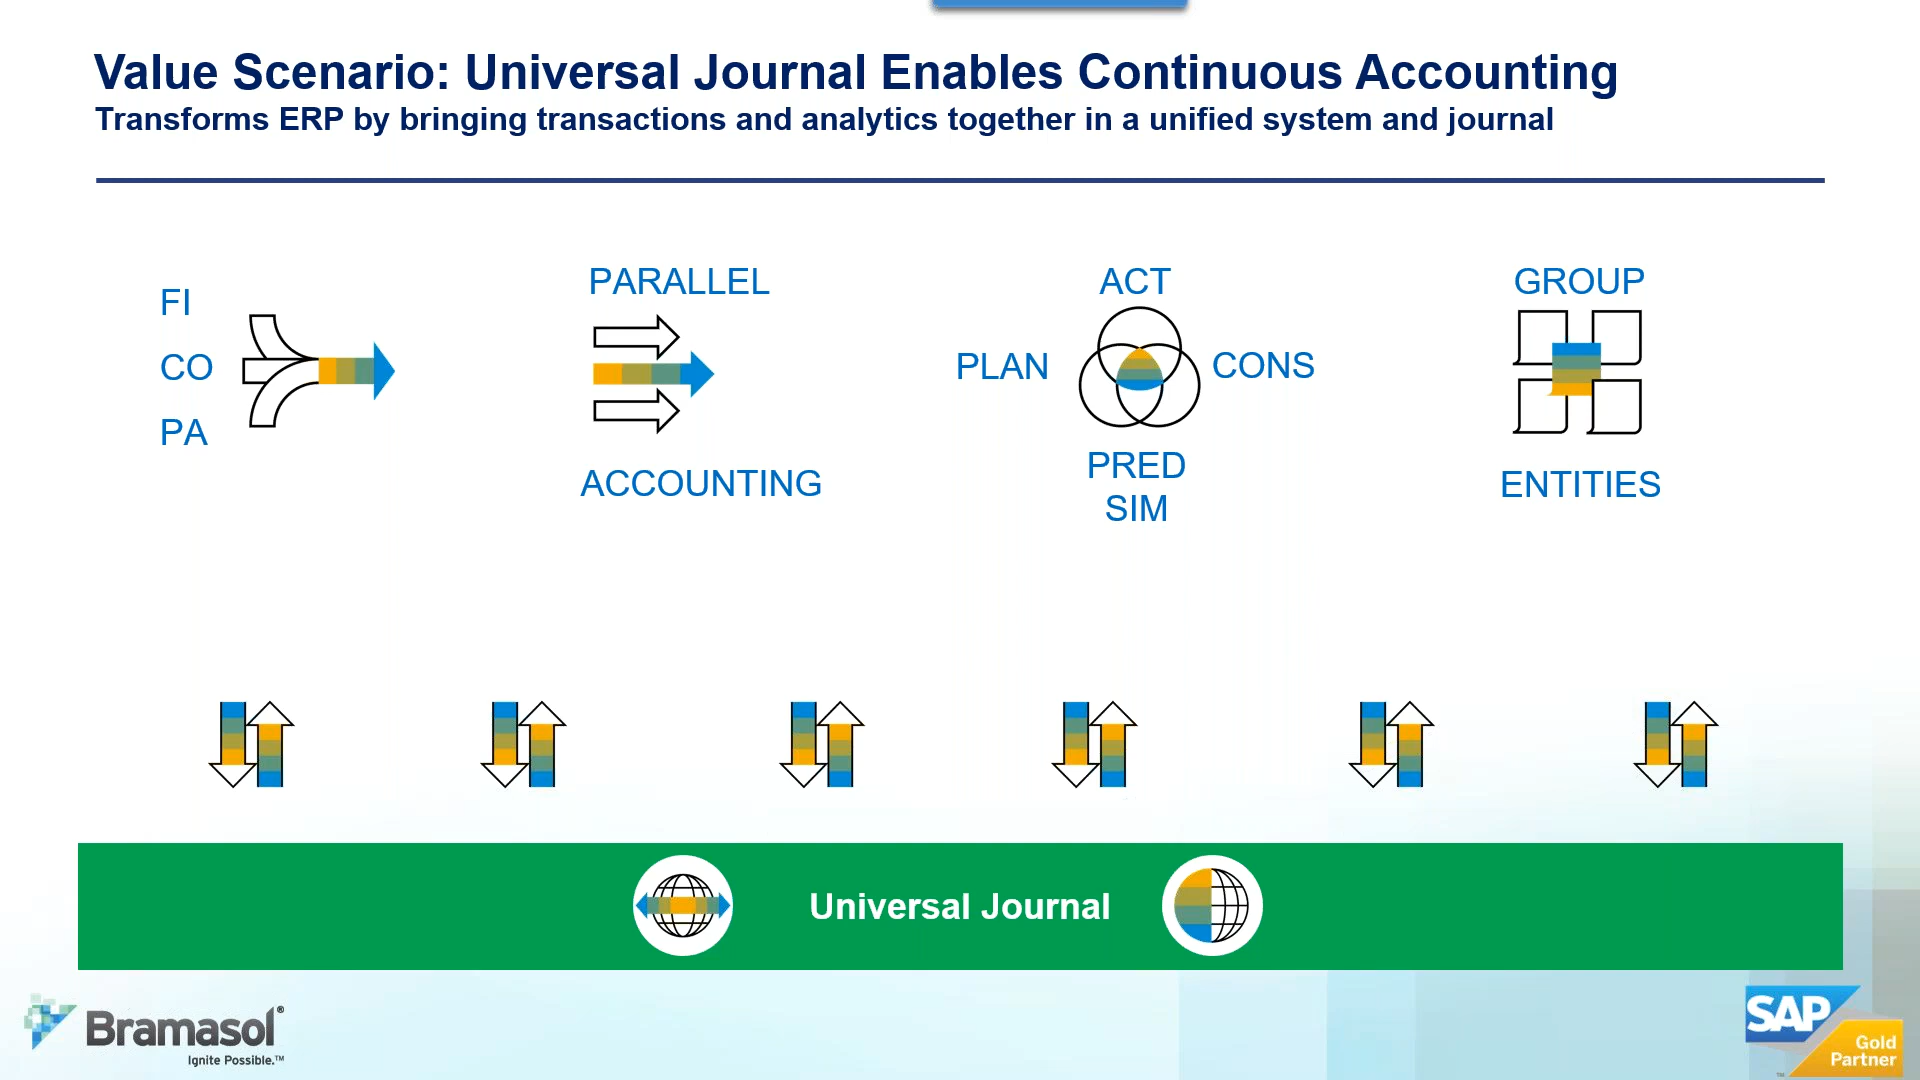 Value Scenario: Universal Journal Enables Continuous Accounting
Transforms ERP by bringing transactions and analytics together in a unified system and journal
FI
CO
PA
PARALLEL
ACCOUNTING
ACT
PLAN
CONS
PRED
SIM
GROUP
ENTITIES
Universal Journal
Bramasol®
Ignite Possible.™
SAP
Gold
Partner
™